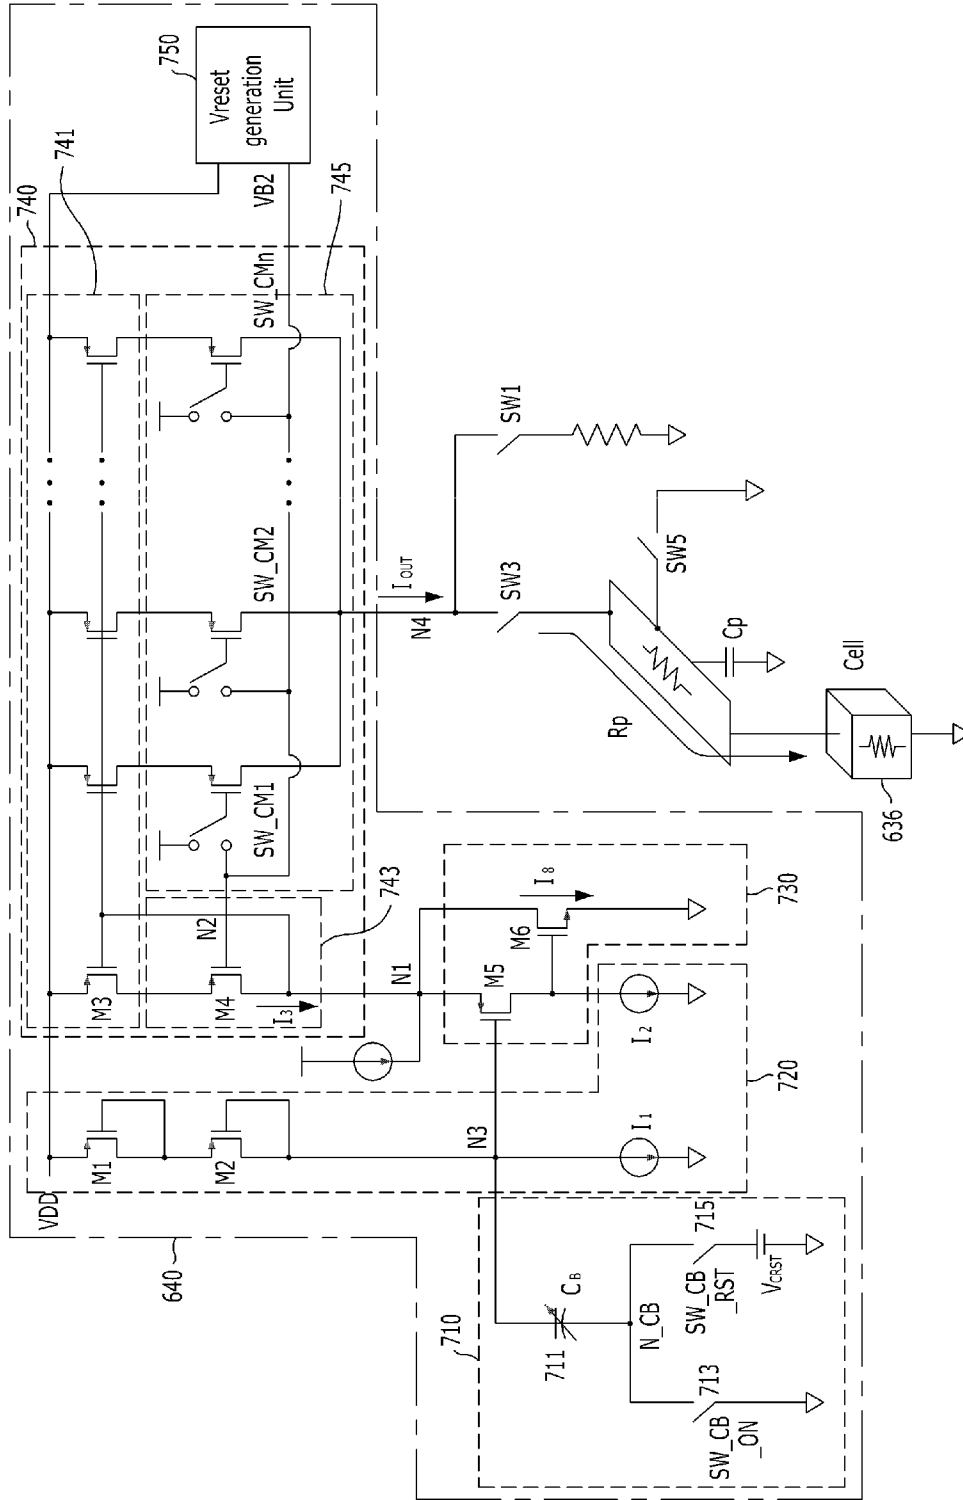 750
Vreset
generation
Unit
741
740
VB2
745
SW_CMn
SW_CM2
SW_CM1
SW1
SW3
SW5
I OUT
N4
Rp
Cp
Cell
636
M3
M4
N2
I3
743
N1
M5
M6
I8
730
I2
720
VDD
M1
M2
N3
I1
640
710
711
CB
N_CB
SW_CB
_RST
715
VCRST
713
SW_CB
_ON